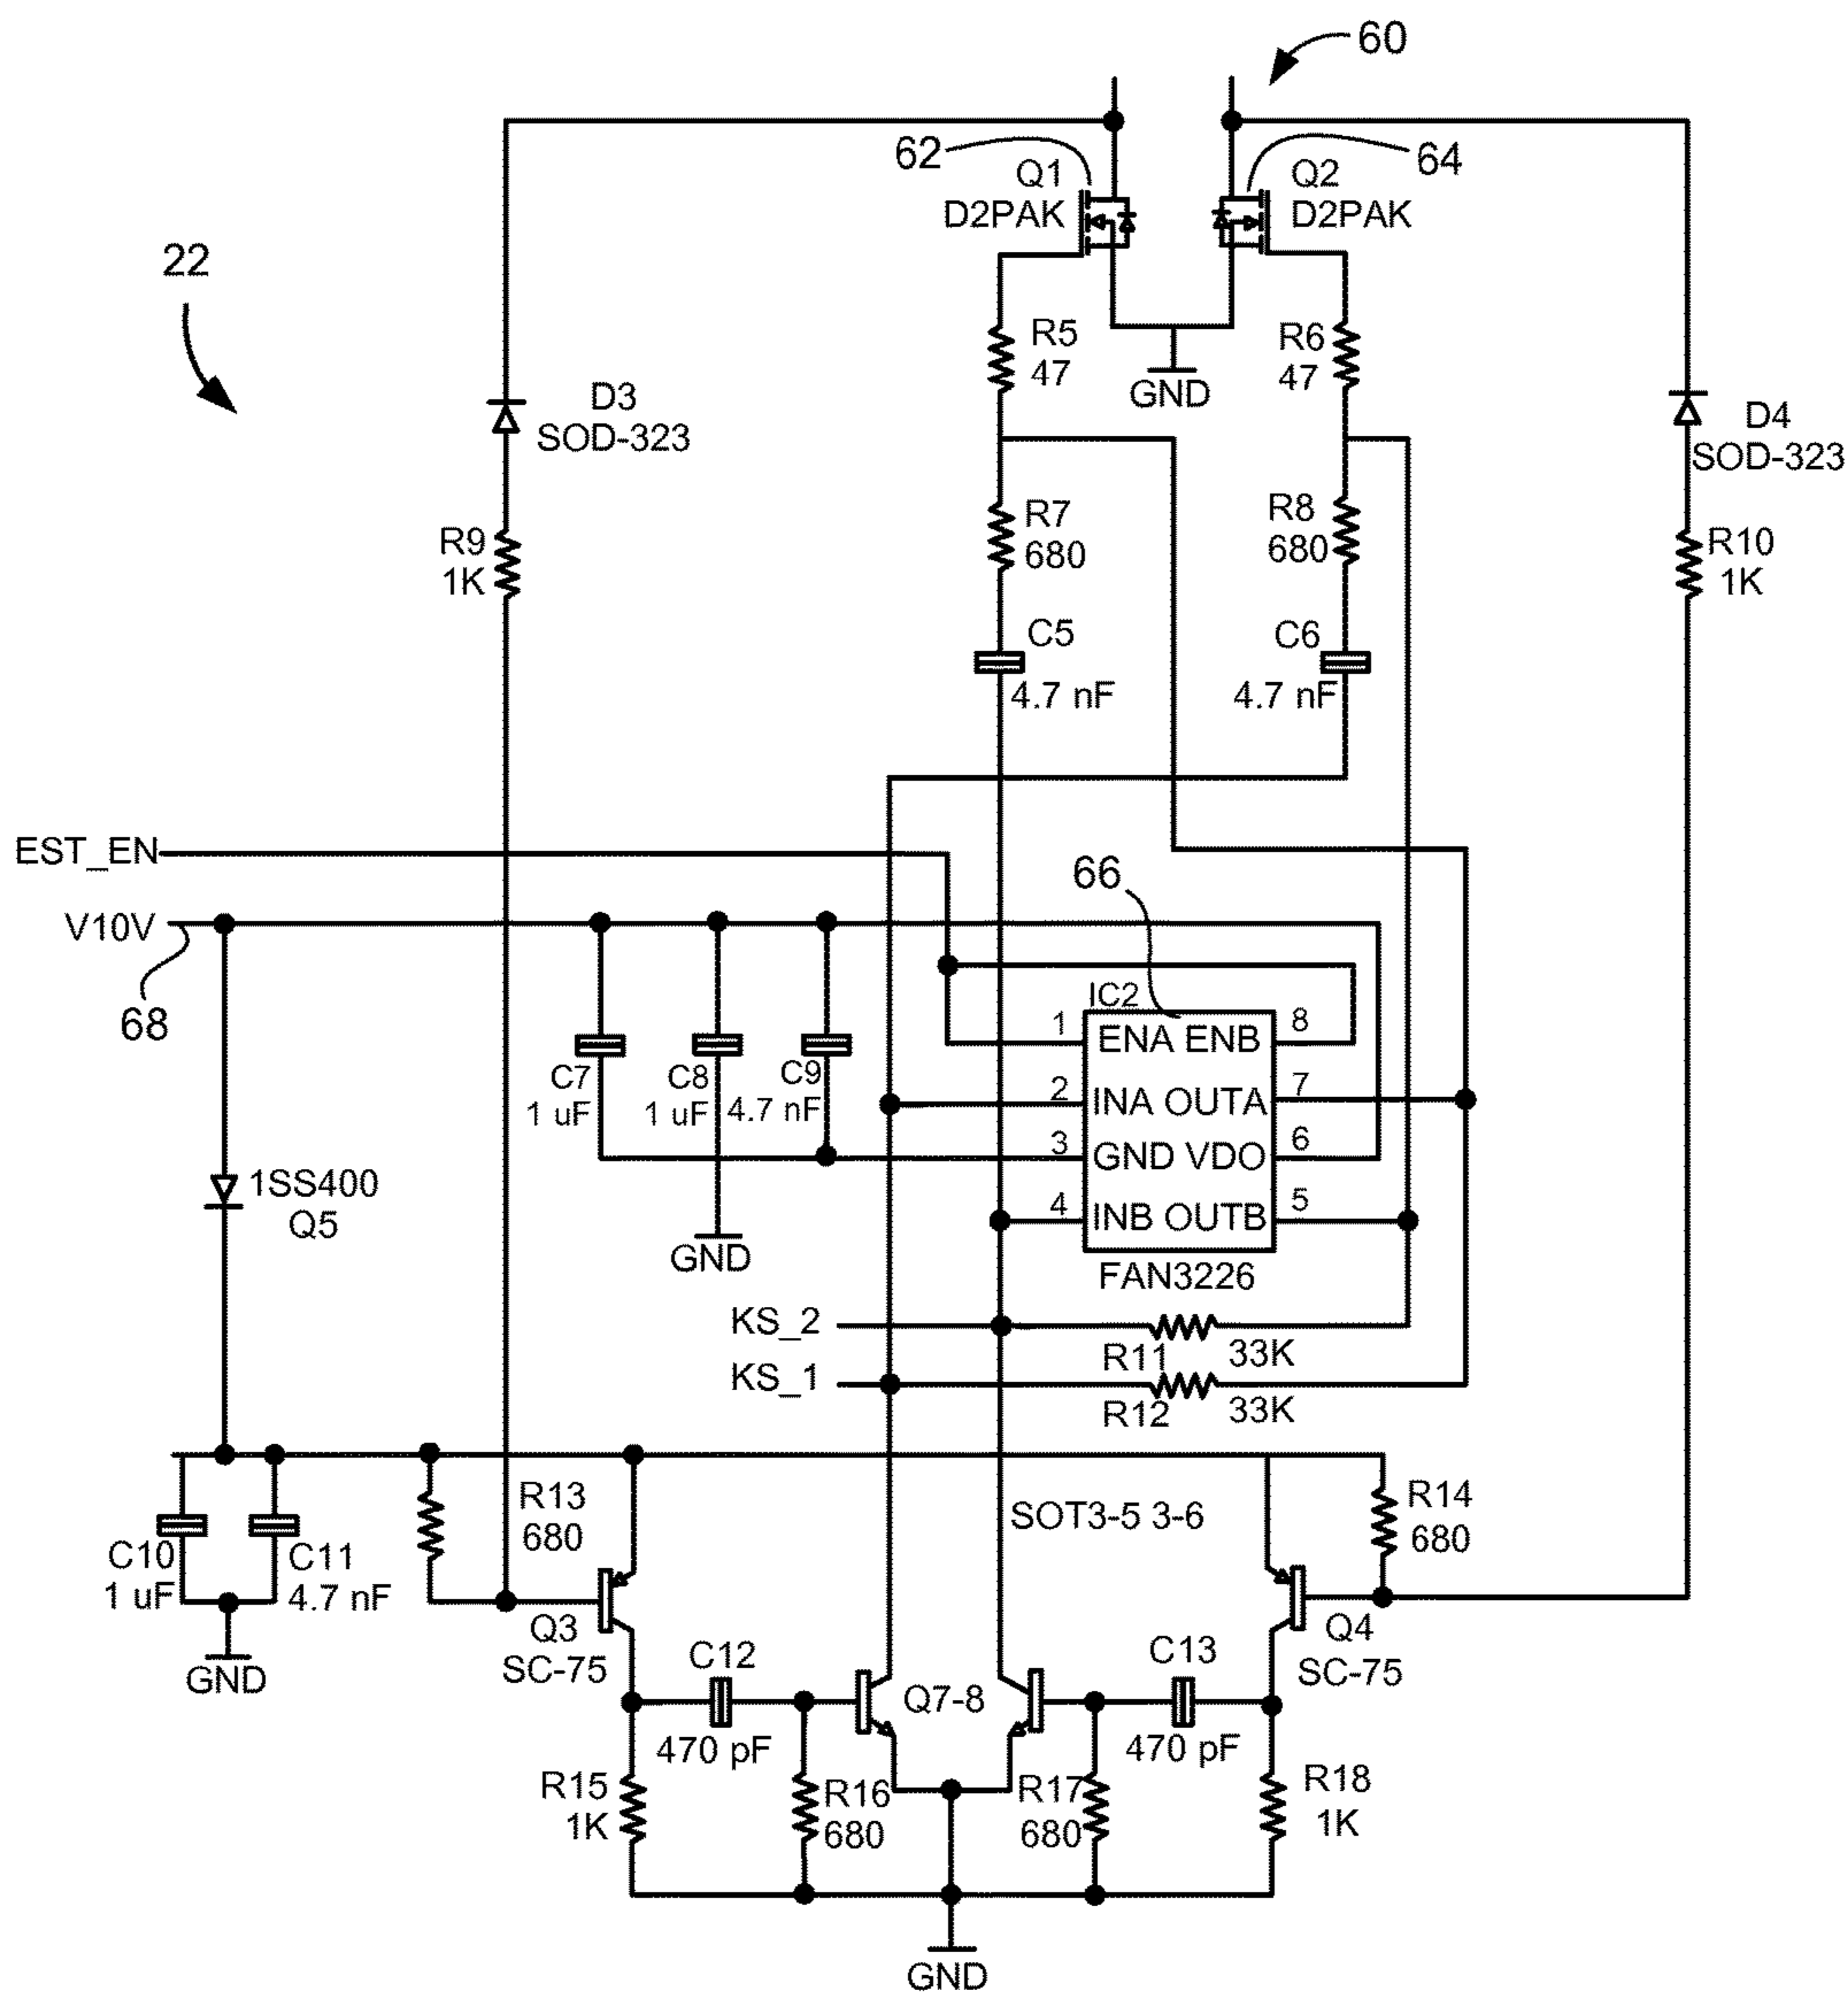 60
62
64
Q1
D2PAK
Q2
D2PAK
22
R5
47
R6
47
GND
D3
SOD-323
D4
SOD-323
R7
680
R8
680
R9
1K
R10
1K
C5
4.7 nF
C6
4.7 nF
EST_EN
66
V10V
68
IC2
1
ENA ENB
8
C7
1 uF
C8
1 uF
C9
4.7 nF
2
INA OUTA
7
3
GND VDO
6
4
INB OUTB
5
1SS400
Q5
GND
FAN3226
KS_2
R11
33K
KS_1
R12
33K
R13
680
SOT3-5 3-6
R14
680
C10
1 uF
C11
4.7 nF
Q3
SC-75
Q4
SC-75
GND
C12
470 pF
Q7-8
C13
470 pF
R15
1K
R16
680
R17
680
R18
1K
GND